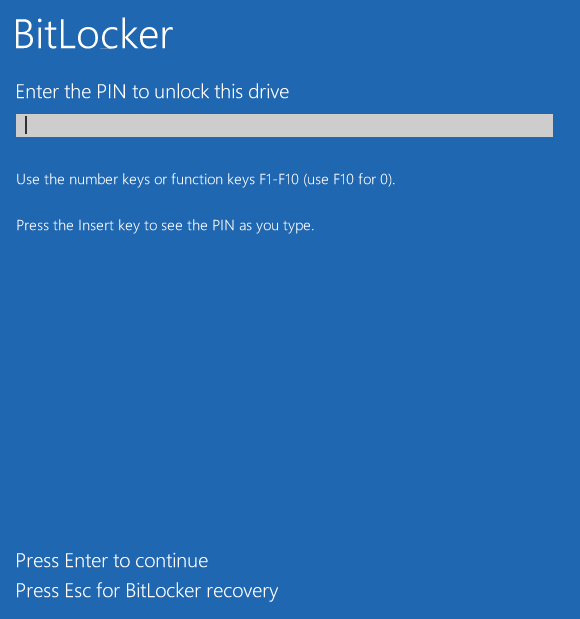 BitLocker
Enter the PIN to unlock this drive
Use the number keys or function keys F1-F10 (use F10 for 0).
Press the Insert key to see the PIN as you type.
Press Enter to continue
Press Esc for BitLocker recovery